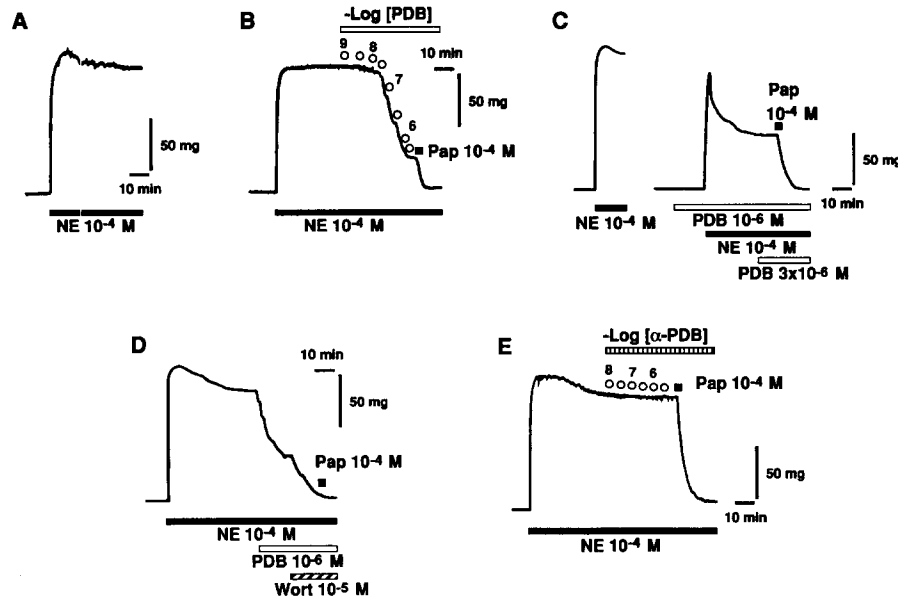 A
50 mg
10 min
NE 10-4 M
B
-Log [PDB]
9
8
7
6
10 min
50 mg
Pap 10-4 M
NE 10-4 M
C
Pap
10-4 M
50 mg
10 min
NE 10-4 M
PDB 10-6 M
NE 10-4 M
PDB 3x10-6 M
D
10 min
50 mg
Pap 10-4 M
NE 10-4 M
PDB 10-6 M
Wort 10-5 M
E
-Log [α-PDB]
8 7 6
Pap 10-4 M
50 mg
10 min
NE 10-4 M